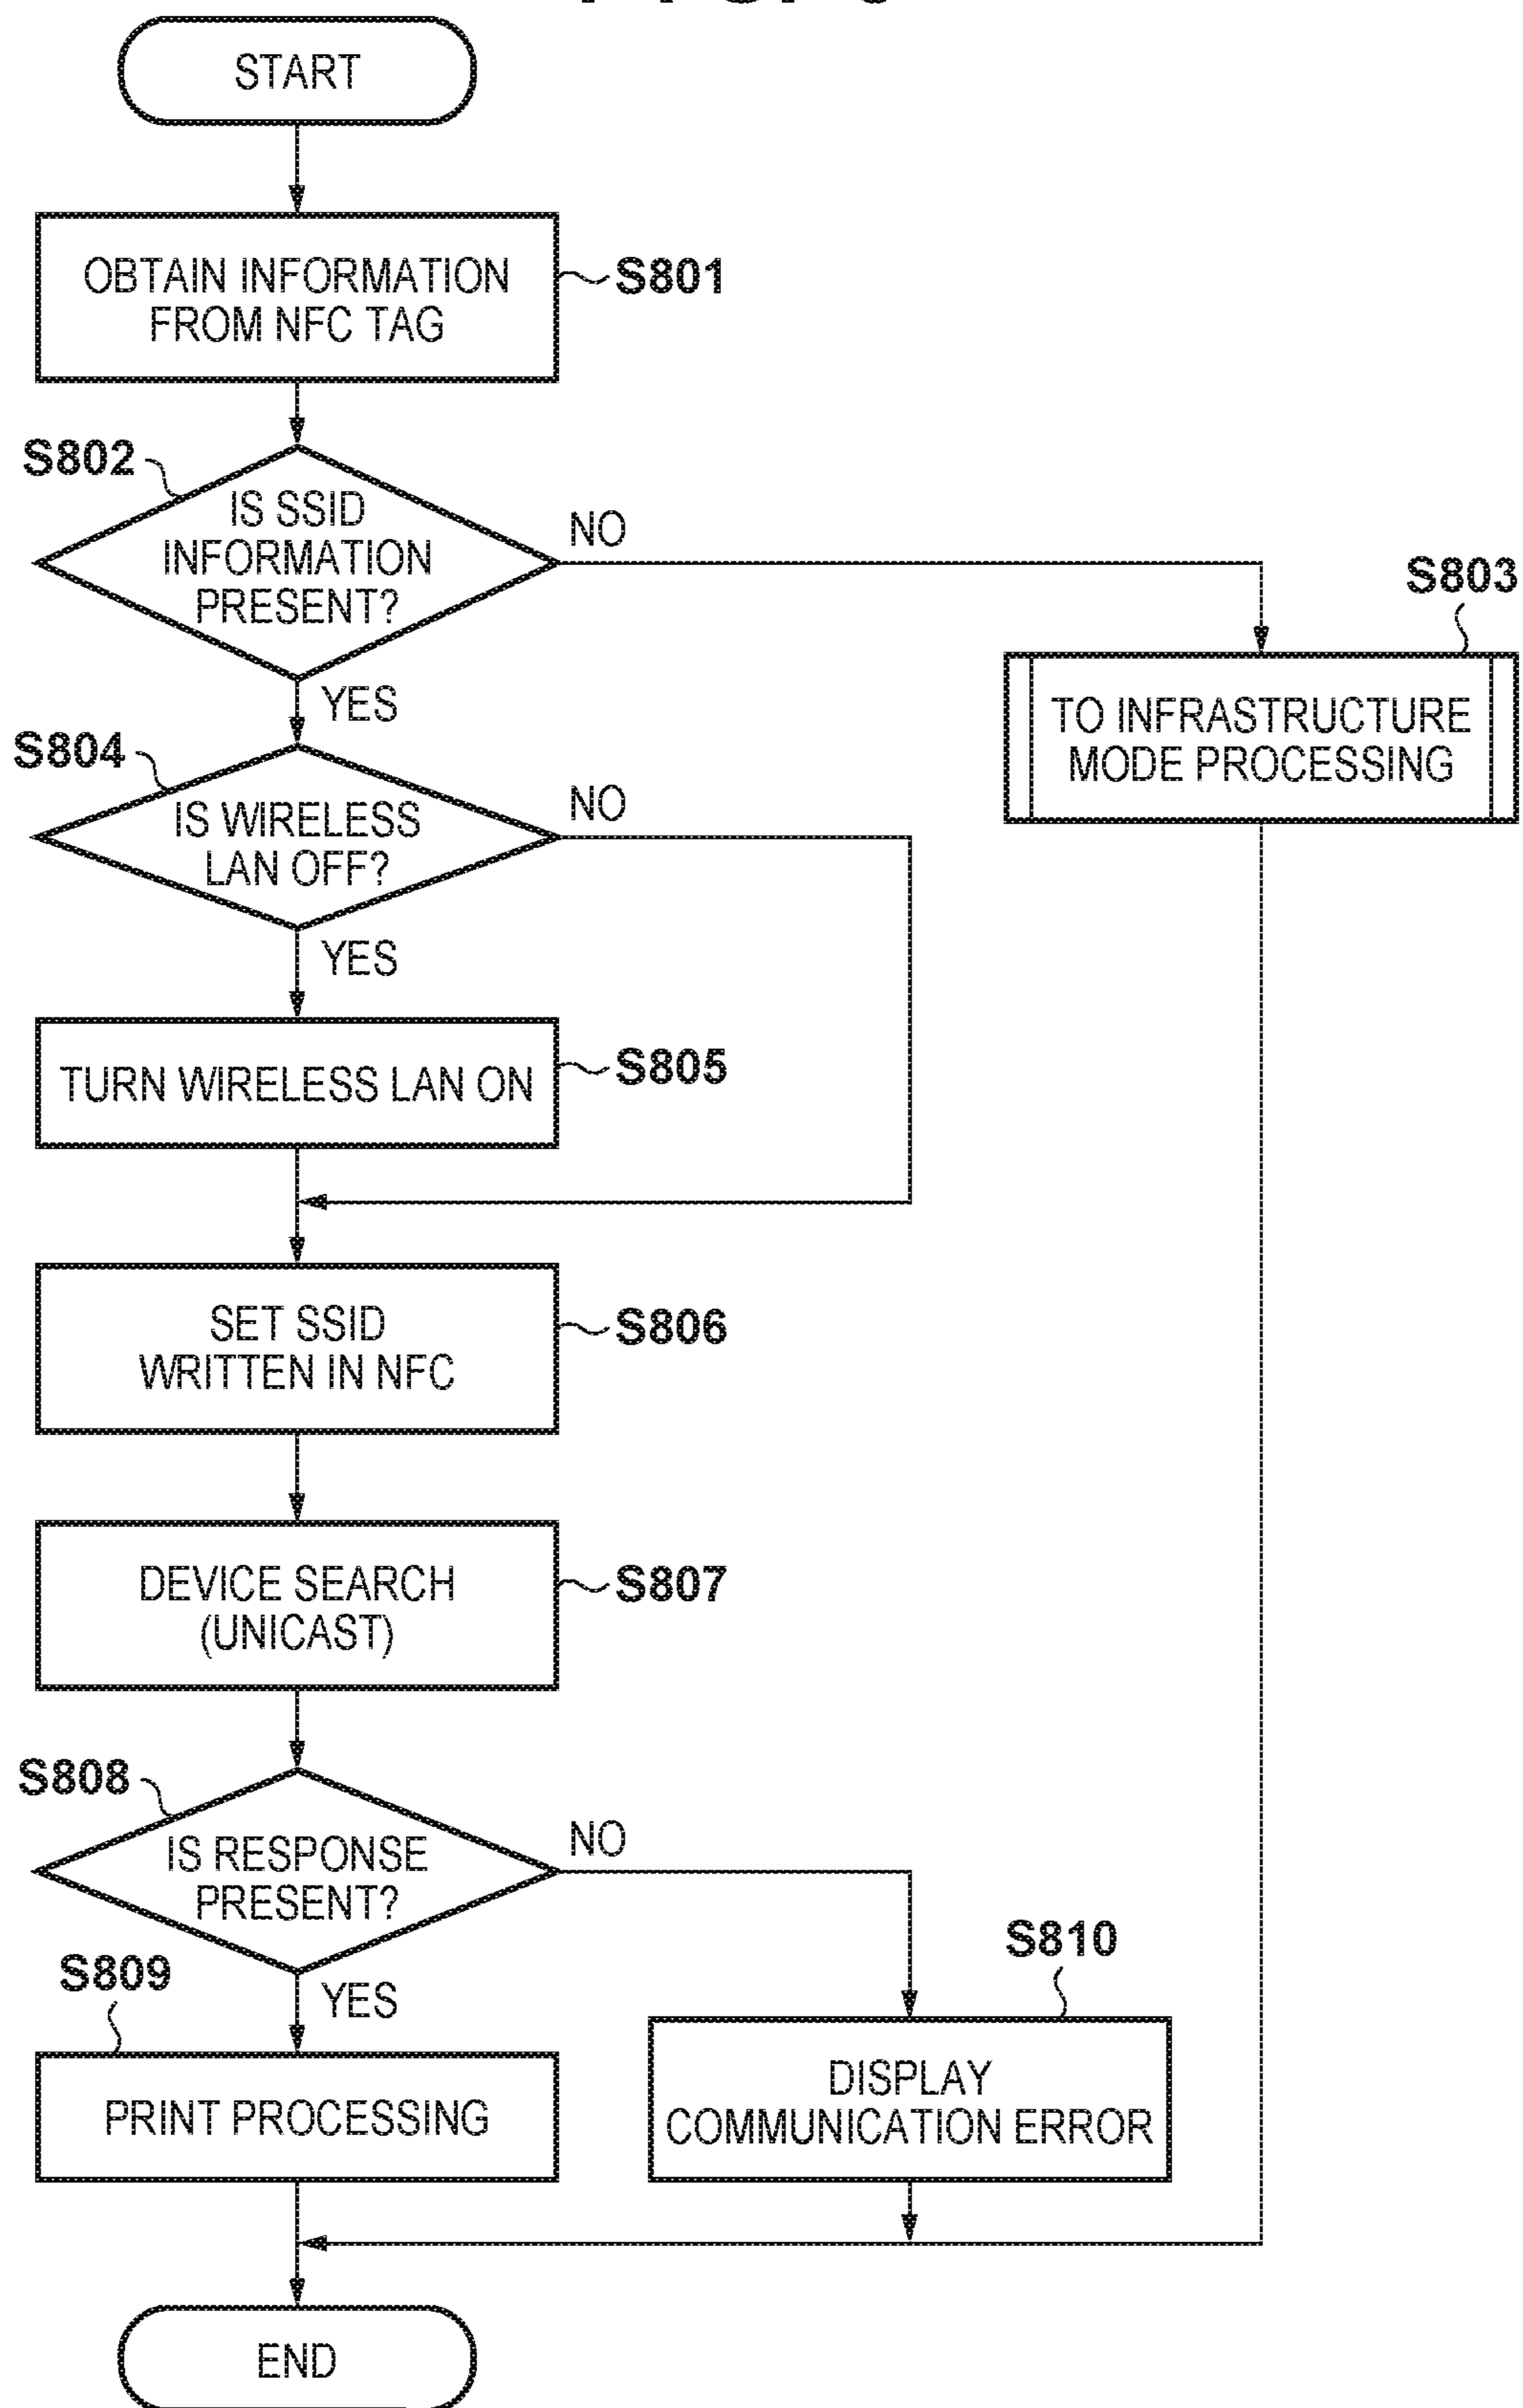 START
OBTAIN INFORMATION
FROM NFC TAG
S801
S802
IS SSID
INFORMATION
PRESENT?
NO
YES
S803
TO INFRASTRUCTURE
MODE PROCESSING
S804
IS WIRELESS
LAN OFF?
NO
YES
TURN WIRELESS LAN ON
S805
SET SSID
WRITTEN IN NFC
S806
DEVICE SEARCH
(UNICAST)
S807
S808
IS RESPONSE
PRESENT?
NO
YES
S809
PRINT PROCESSING
S810
DISPLAY
COMMUNICATION ERROR
END